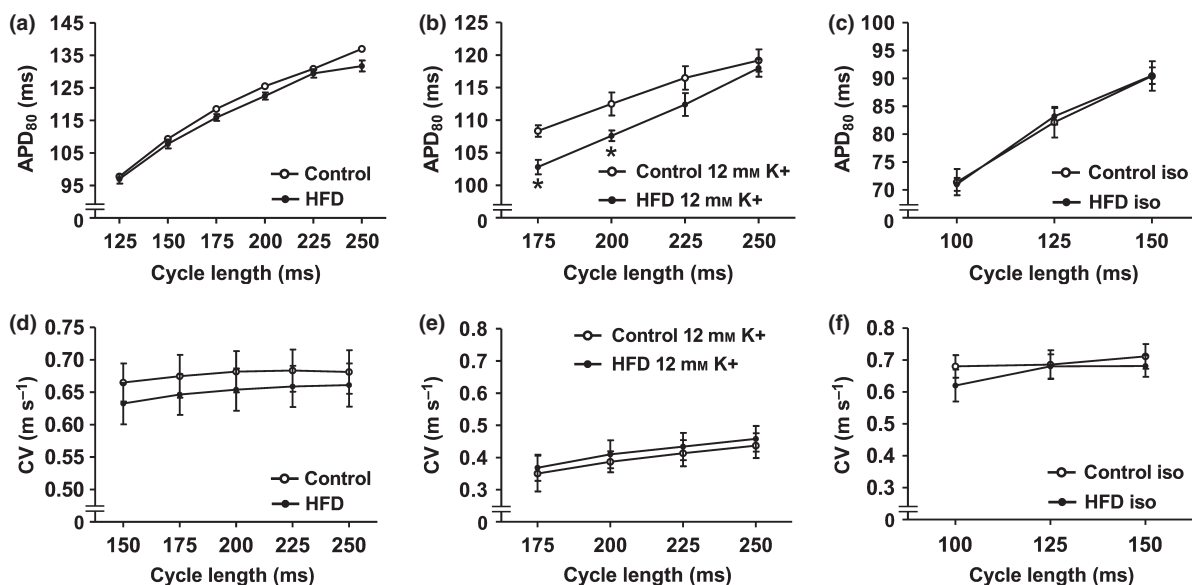 (a)
145
135
125
115
105
95
0
APD80 (ms)
Control
HFD
125 150 175 200 225 250
Cycle length (ms)
(b)
125
120
115
110
105
100
0
APD80 (ms)
*
*
Control 12 mM K+
HFD 12 mM K+
175 200 225 250
Cycle length (ms)
(c)
100
95
90
85
80
75
70
0
APD80 (ms)
Control iso
HFD iso
100 125 150
Cycle length (ms)
(d)
0.75
0.70
0.65
0.60
0.55
0.50
0
CV (m s−1)
Control
HFD
150 175 200 225 250
Cycle length (ms)
(e)
0.8
0.7
0.6
0.5
0.4
0.3
0
CV (m s−1)
Control 12 mM K+
HFD 12 mM K+
175 200 225 250
Cycle length (ms)
(f)
0.8
0.7
0.6
0.5
0.4
0.3
0
CV (m s−1)
Control iso
HFD iso
100 125 150
Cycle length (ms)